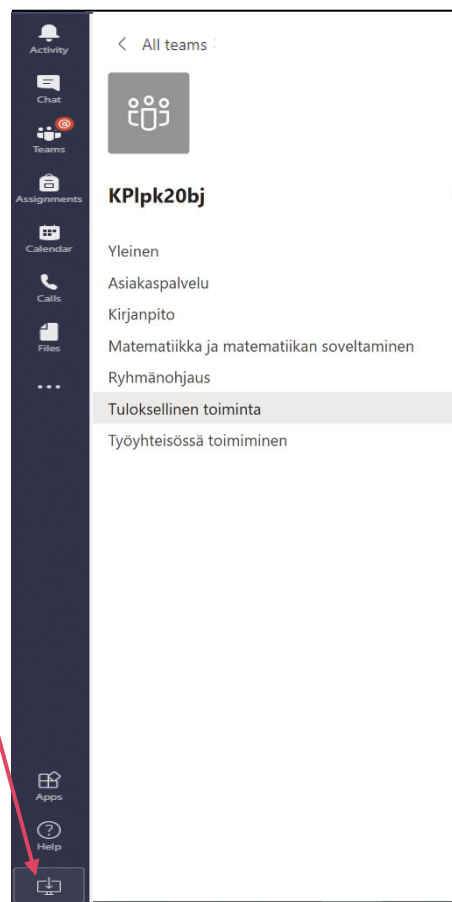 Activity
Chat
@
Teams
Assignments
Calendar
Calls
Files
...
Apps
?
Help
< All teams
KPlpk20bj
Yleinen
Asiakaspalvelu
Kirjanpito
Matematiikka ja matematiikan soveltaminen
Ryhmänohjaus
Tuloksellinen toiminta
Työyhteisössä toimiminen